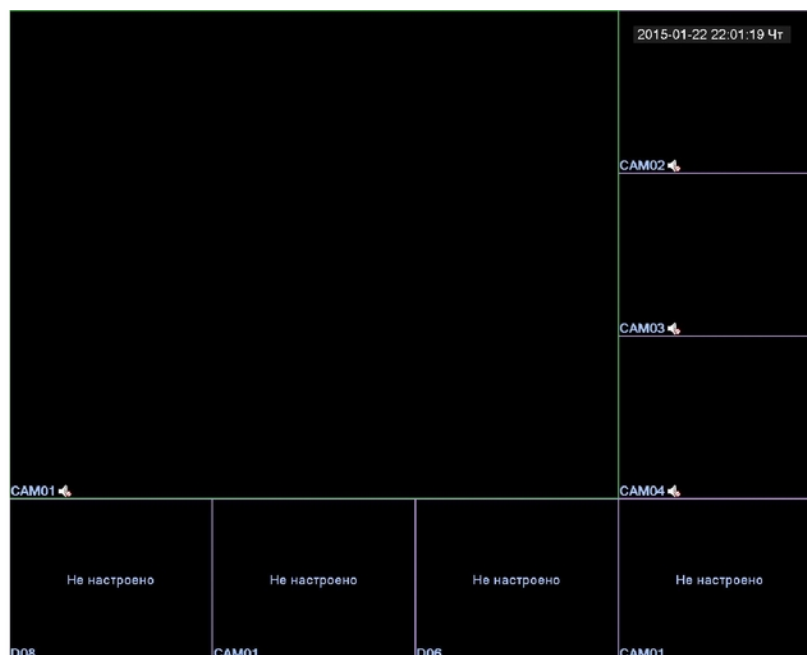 2015-01-22 22:01:19 Чт
CAM02
CAM03
CAM01
CAM04
Не настроено
Не настроено
Не настроено
Не настроено
D08
CAM01
D06
CAM01